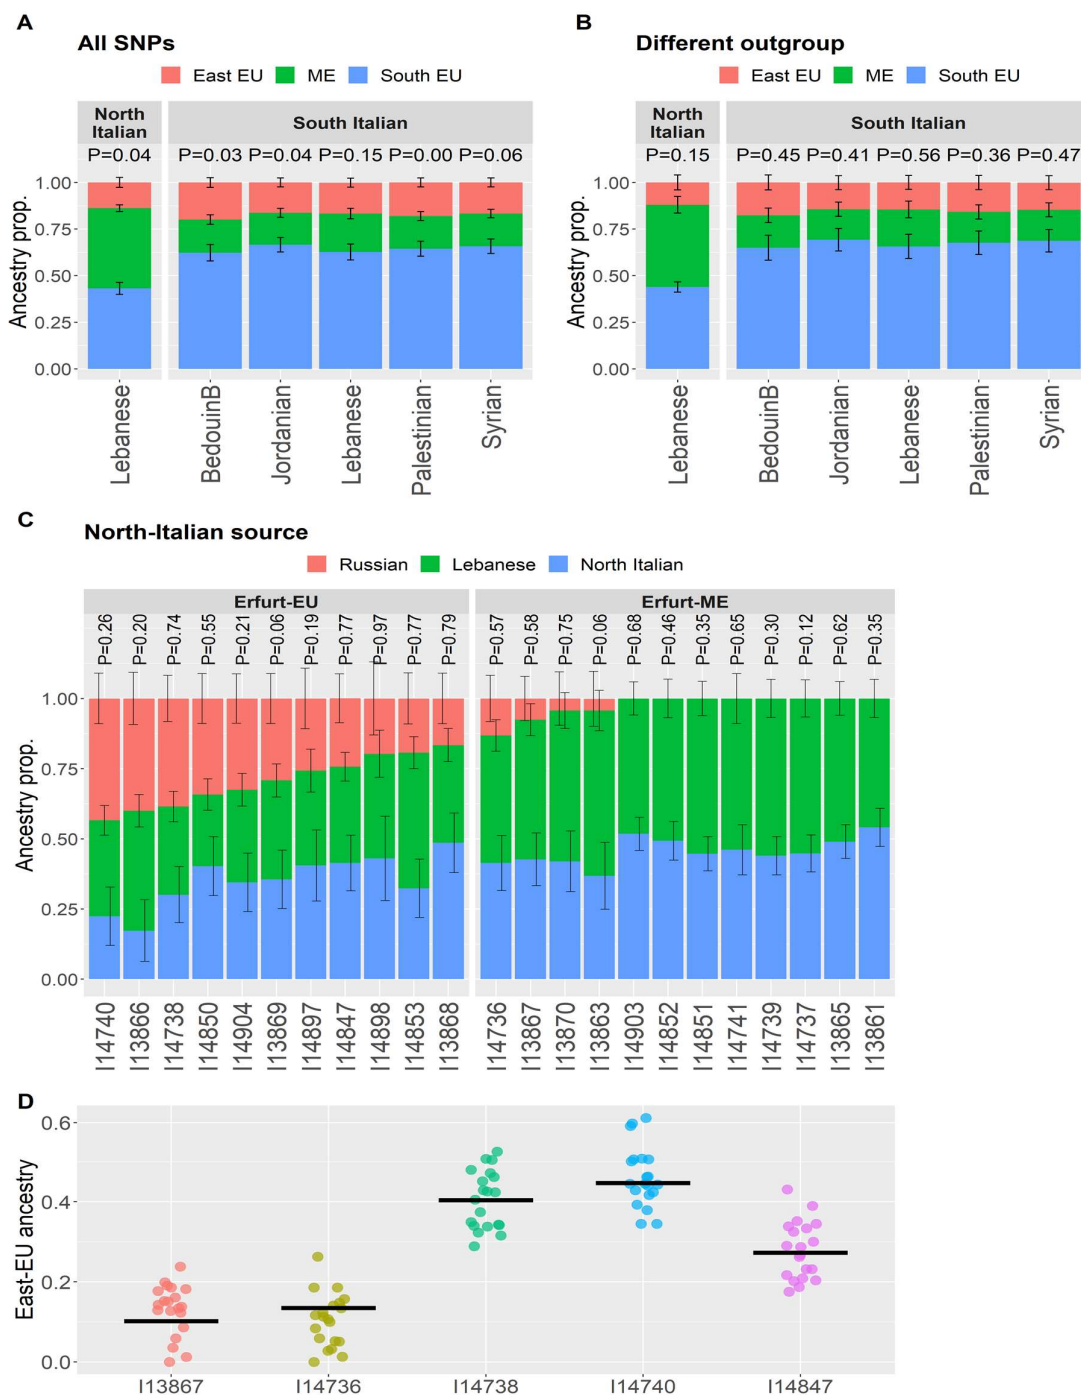 A
All SNPs
East EU ME South EU
North Italian
South Italian
P=0.04 P=0.03 P=0.04 P=0.15 P=0.00 P=0.06
Ancestry prop.
1.00
0.75
0.50
0.25
0.00
Lebanese BedouinB Jordanian Lebanese Palestinian Syrian
B
Different outgroup
East EU ME South EU
North Italian
South Italian
P=0.15 P=0.45 P=0.41 P=0.56 P=0.36 P=0.47
Ancestry prop.
1.00
0.75
0.50
0.25
0.00
Lebanese BedouinB Jordanian Lebanese Palestinian Syrian
C
North-Italian source
Russian Lebanese North Italian
Erfurt-EU Erfurt-ME
P=0.26 P=0.20 P=0.74 P=0.55 P=0.21 P=0.06 P=0.19 P=0.77 P=0.97 P=0.77 P=0.79 P=0.57 P=0.58 P=0.75 P=0.06 P=0.68 P=0.46 P=0.35 P=0.65 P=0.30 P=0.12 P=0.62 P=0.35
Ancestry prop.
1.00
0.75
0.50
0.25
0.00
I14740 I13866 I14738 I14850 I14904 I13869 I14897 I14847 I14898 I14853 I13868 I14736 I13867 I13870 I13863 I14903 I14852 I14851 I14741 I14739 I14737 I13865 I13861
D
East-EU ancestry
0.6
0.4
0.2
0.0
I13867 I14736 I14738 I14740 I14847